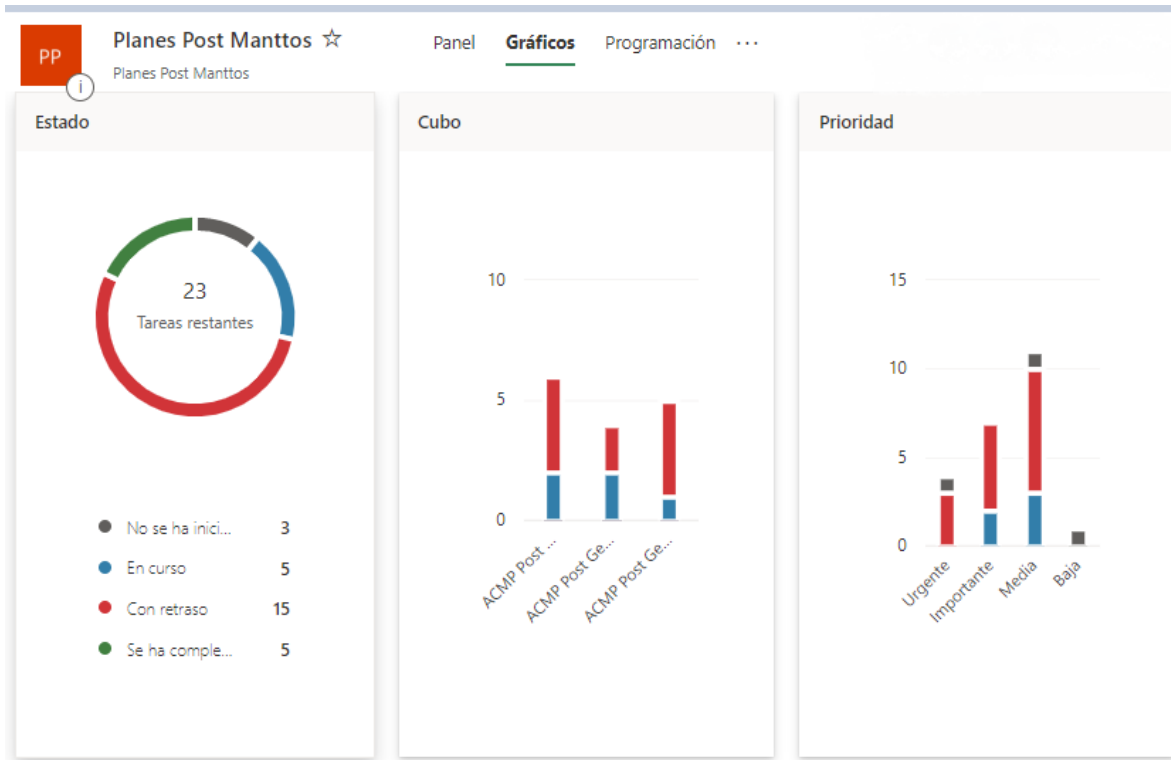 PP
Planes Post Manttos
Planes Post Manttos
i
Panel Gráficos Programación ...
Estado
23
Tareas restantes
No se ha inici... 3
En curso 5
Con retraso 15
Se ha comple... 5
Cubo
10
5
0
ACMP Post ...
ACMP Post Ge...
ACMP Post Ge...
Prioridad
15
10
5
0
Urgente
Importante
Media
Baja